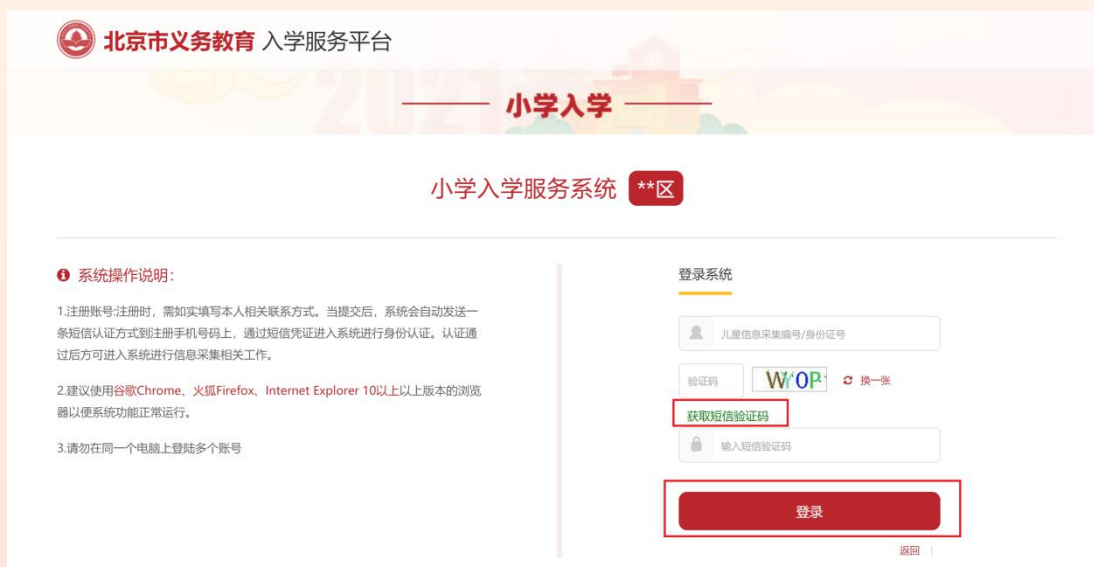 北京市义务教育 入学服务平台
2021
小学入学
小学入学服务系统 **区
系统操作说明：
1.注册账号:注册时，需如实填写本人相关联系方式。当提交后，系统会自动发送一
条短信认证方式到注册手机号码上，通过短信凭证进入系统进行身份认证。认证通
过后方可进入系统进行信息采集相关工作。
2.建议使用谷歌Chrome、火狐Firefox、Internet Explorer 10以上以上版本的浏览
器以便系统功能正常运行。
3.请勿在同一个电脑上登陆多个账号
登录系统
儿童信息采集编号/身份证号
验证码 WYOP 换一张
获取短信验证码
输入短信验证码
登录
返回